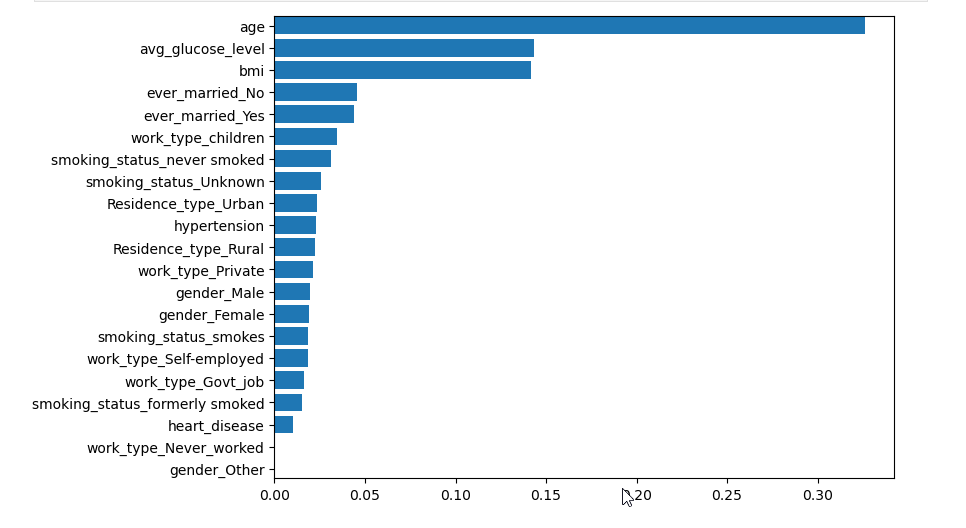 age
avg_glucose_level
bmi
ever_married_No
ever_married_Yes
work_type_children
smoking_status_never smoked
smoking_status_Unknown
Residence_type_Urban
hypertension
Residence_type_Rural
work_type_Private
gender_Male
gender_Female
smoking_status_smokes
work_type_Self-employed
work_type_Govt_job
smoking_status_formerly smoked
heart_disease
work_type_Never_worked
gender_Other
0.00 0.05 0.10 0.15 0.20 0.25 0.30